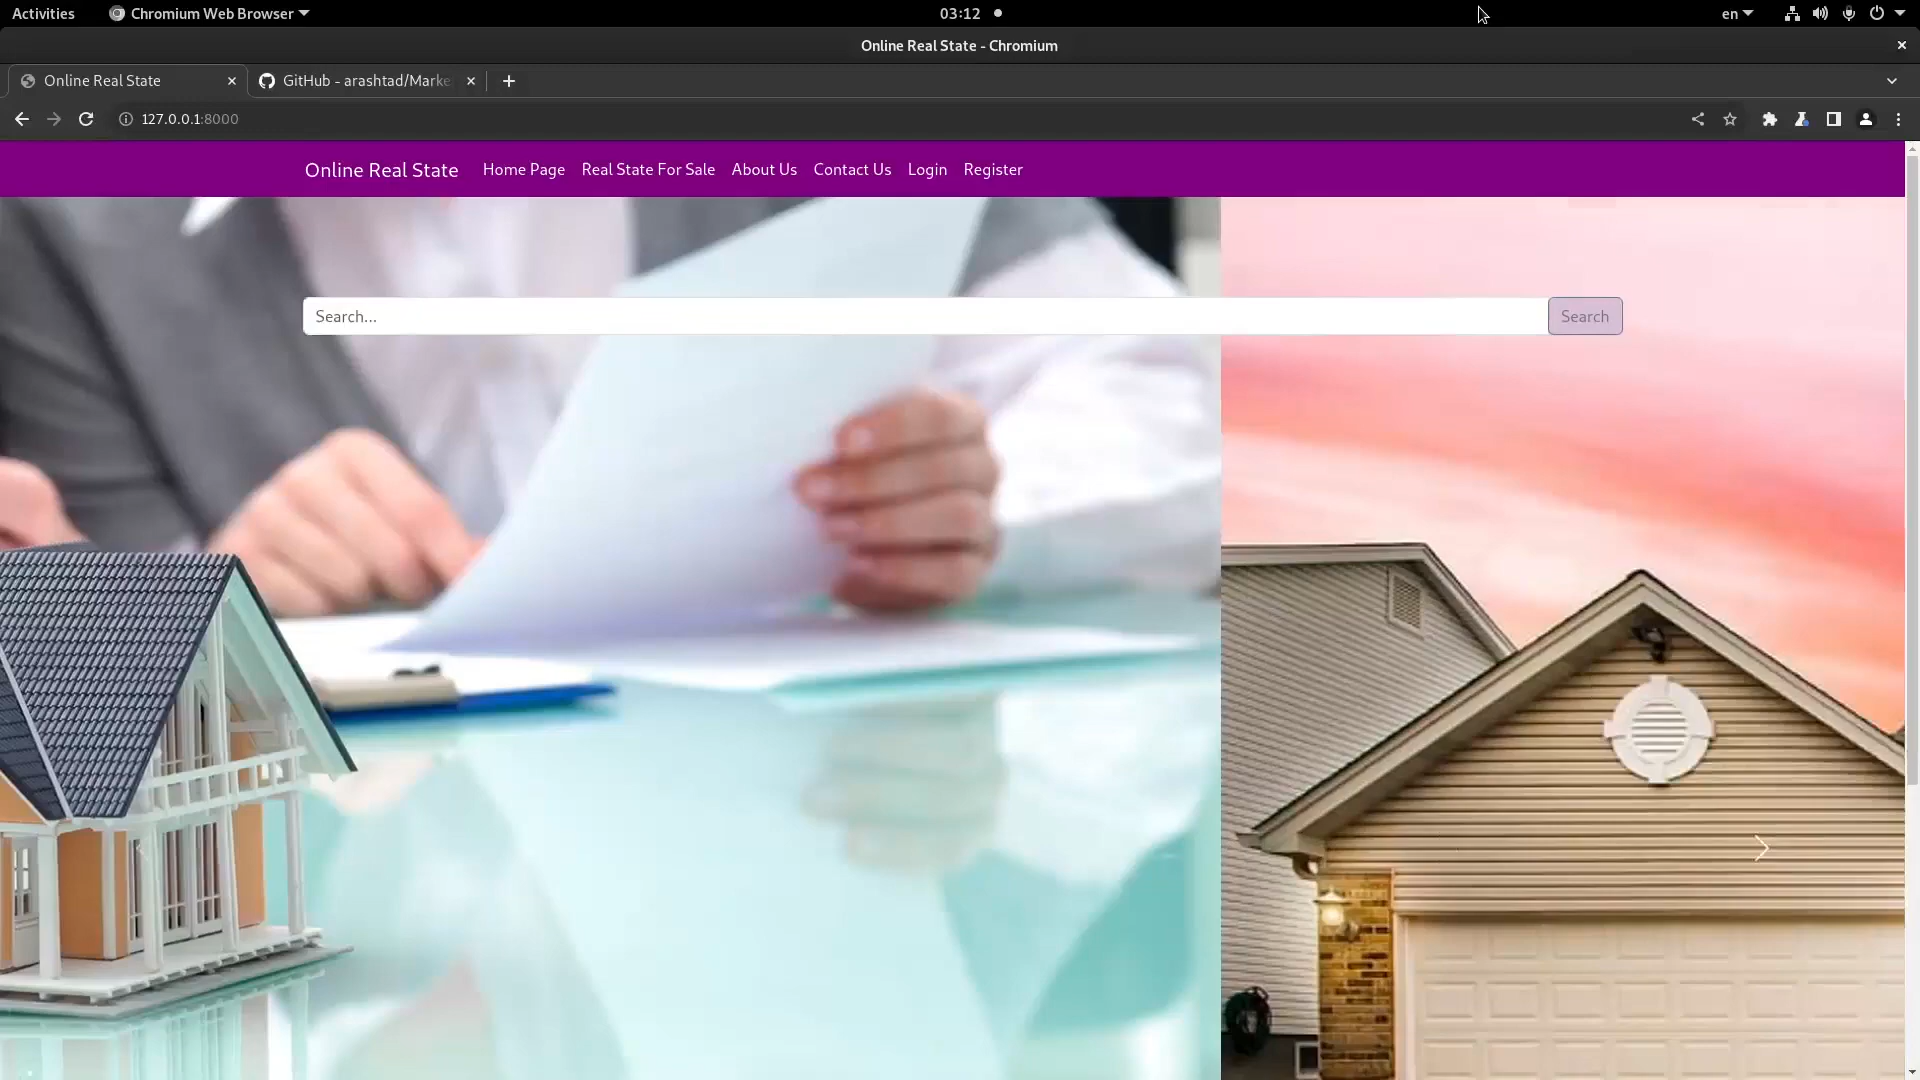 Activities Chromium Web Browser 03:12 en
Online Real State - Chromium
Online Real State GitHub - arashtad/Marke
127.0.0.1:8000
Online Real State Home Page Real State For Sale About Us Contact Us Login Register
Search... Search